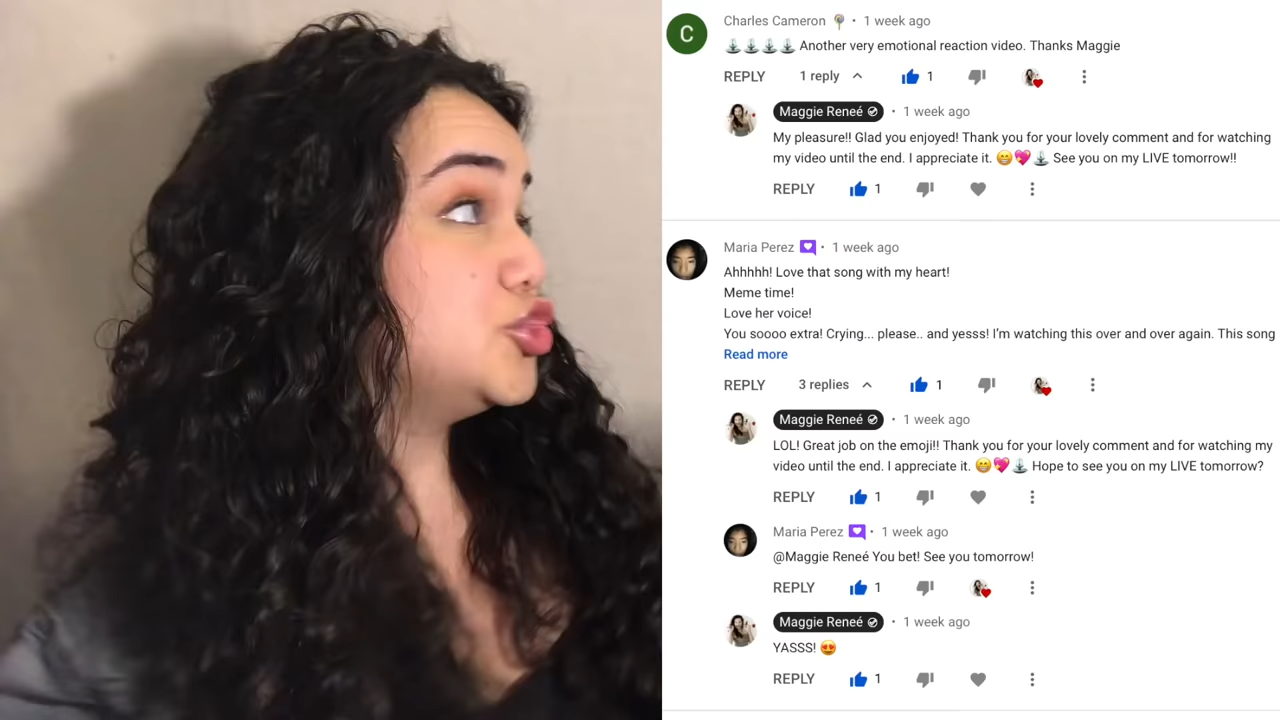 C
Charles Cameron • 1 week ago
Another very emotional reaction video. Thanks Maggie
REPLY 1 reply 1
Maggie Reneé • 1 week ago
My pleasure!! Glad you enjoyed! Thank you for your lovely comment and for watching
my video until the end. I appreciate it. 😁💖⛲ See you on my LIVE tomorrow!!
REPLY 1
Maria Perez • 1 week ago
Ahhhhh! Love that song with my heart!
Meme time!
Love her voice!
You soooo extra! Crying... please.. and yesss! I'm watching this over and over again. This song
Read more
REPLY 3 replies 1
Maggie Reneé • 1 week ago
LOL! Great job on the emoji!! Thank you for your lovely comment and for watching my
video until the end. I appreciate it. 😁💖⛲ Hope to see you on my LIVE tomorrow?
REPLY 1
Maria Perez • 1 week ago
@Maggie Reneé You bet! See you tomorrow!
REPLY 1
Maggie Reneé • 1 week ago
YASSS! 😍
REPLY 1